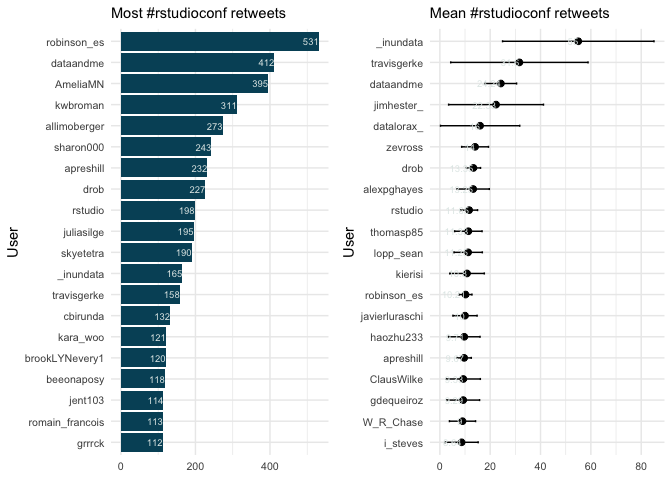 Most #rstudioconf retweets
User
robinson_es 531
dataandme 412
AmeliaMN 395
kwbroman 311
allimoberger 273
sharon000 243
apreshill 232
drob 227
rstudio 198
juliasilge 195
skyetetra 190
_inundata 165
travisgerke 158
cbirunda 132
kara_woo 121
brookLYNevery1 120
beeonaposy 118
jent103 114
romain_francois 113
grrrck 112
0 200 400
Mean #rstudioconf retweets
User
_inundata
travisgerke
dataandme
jimhester_
datalorax_
zevross
drob
alexpghayes
rstudio
thomasp85
lopp_sean
kierisi
robinson_es
javierluraschi
haozhu233
apreshill
ClausWilke
gdequeiroz
W_R_Chase
i_steves
0 20 40 60 80